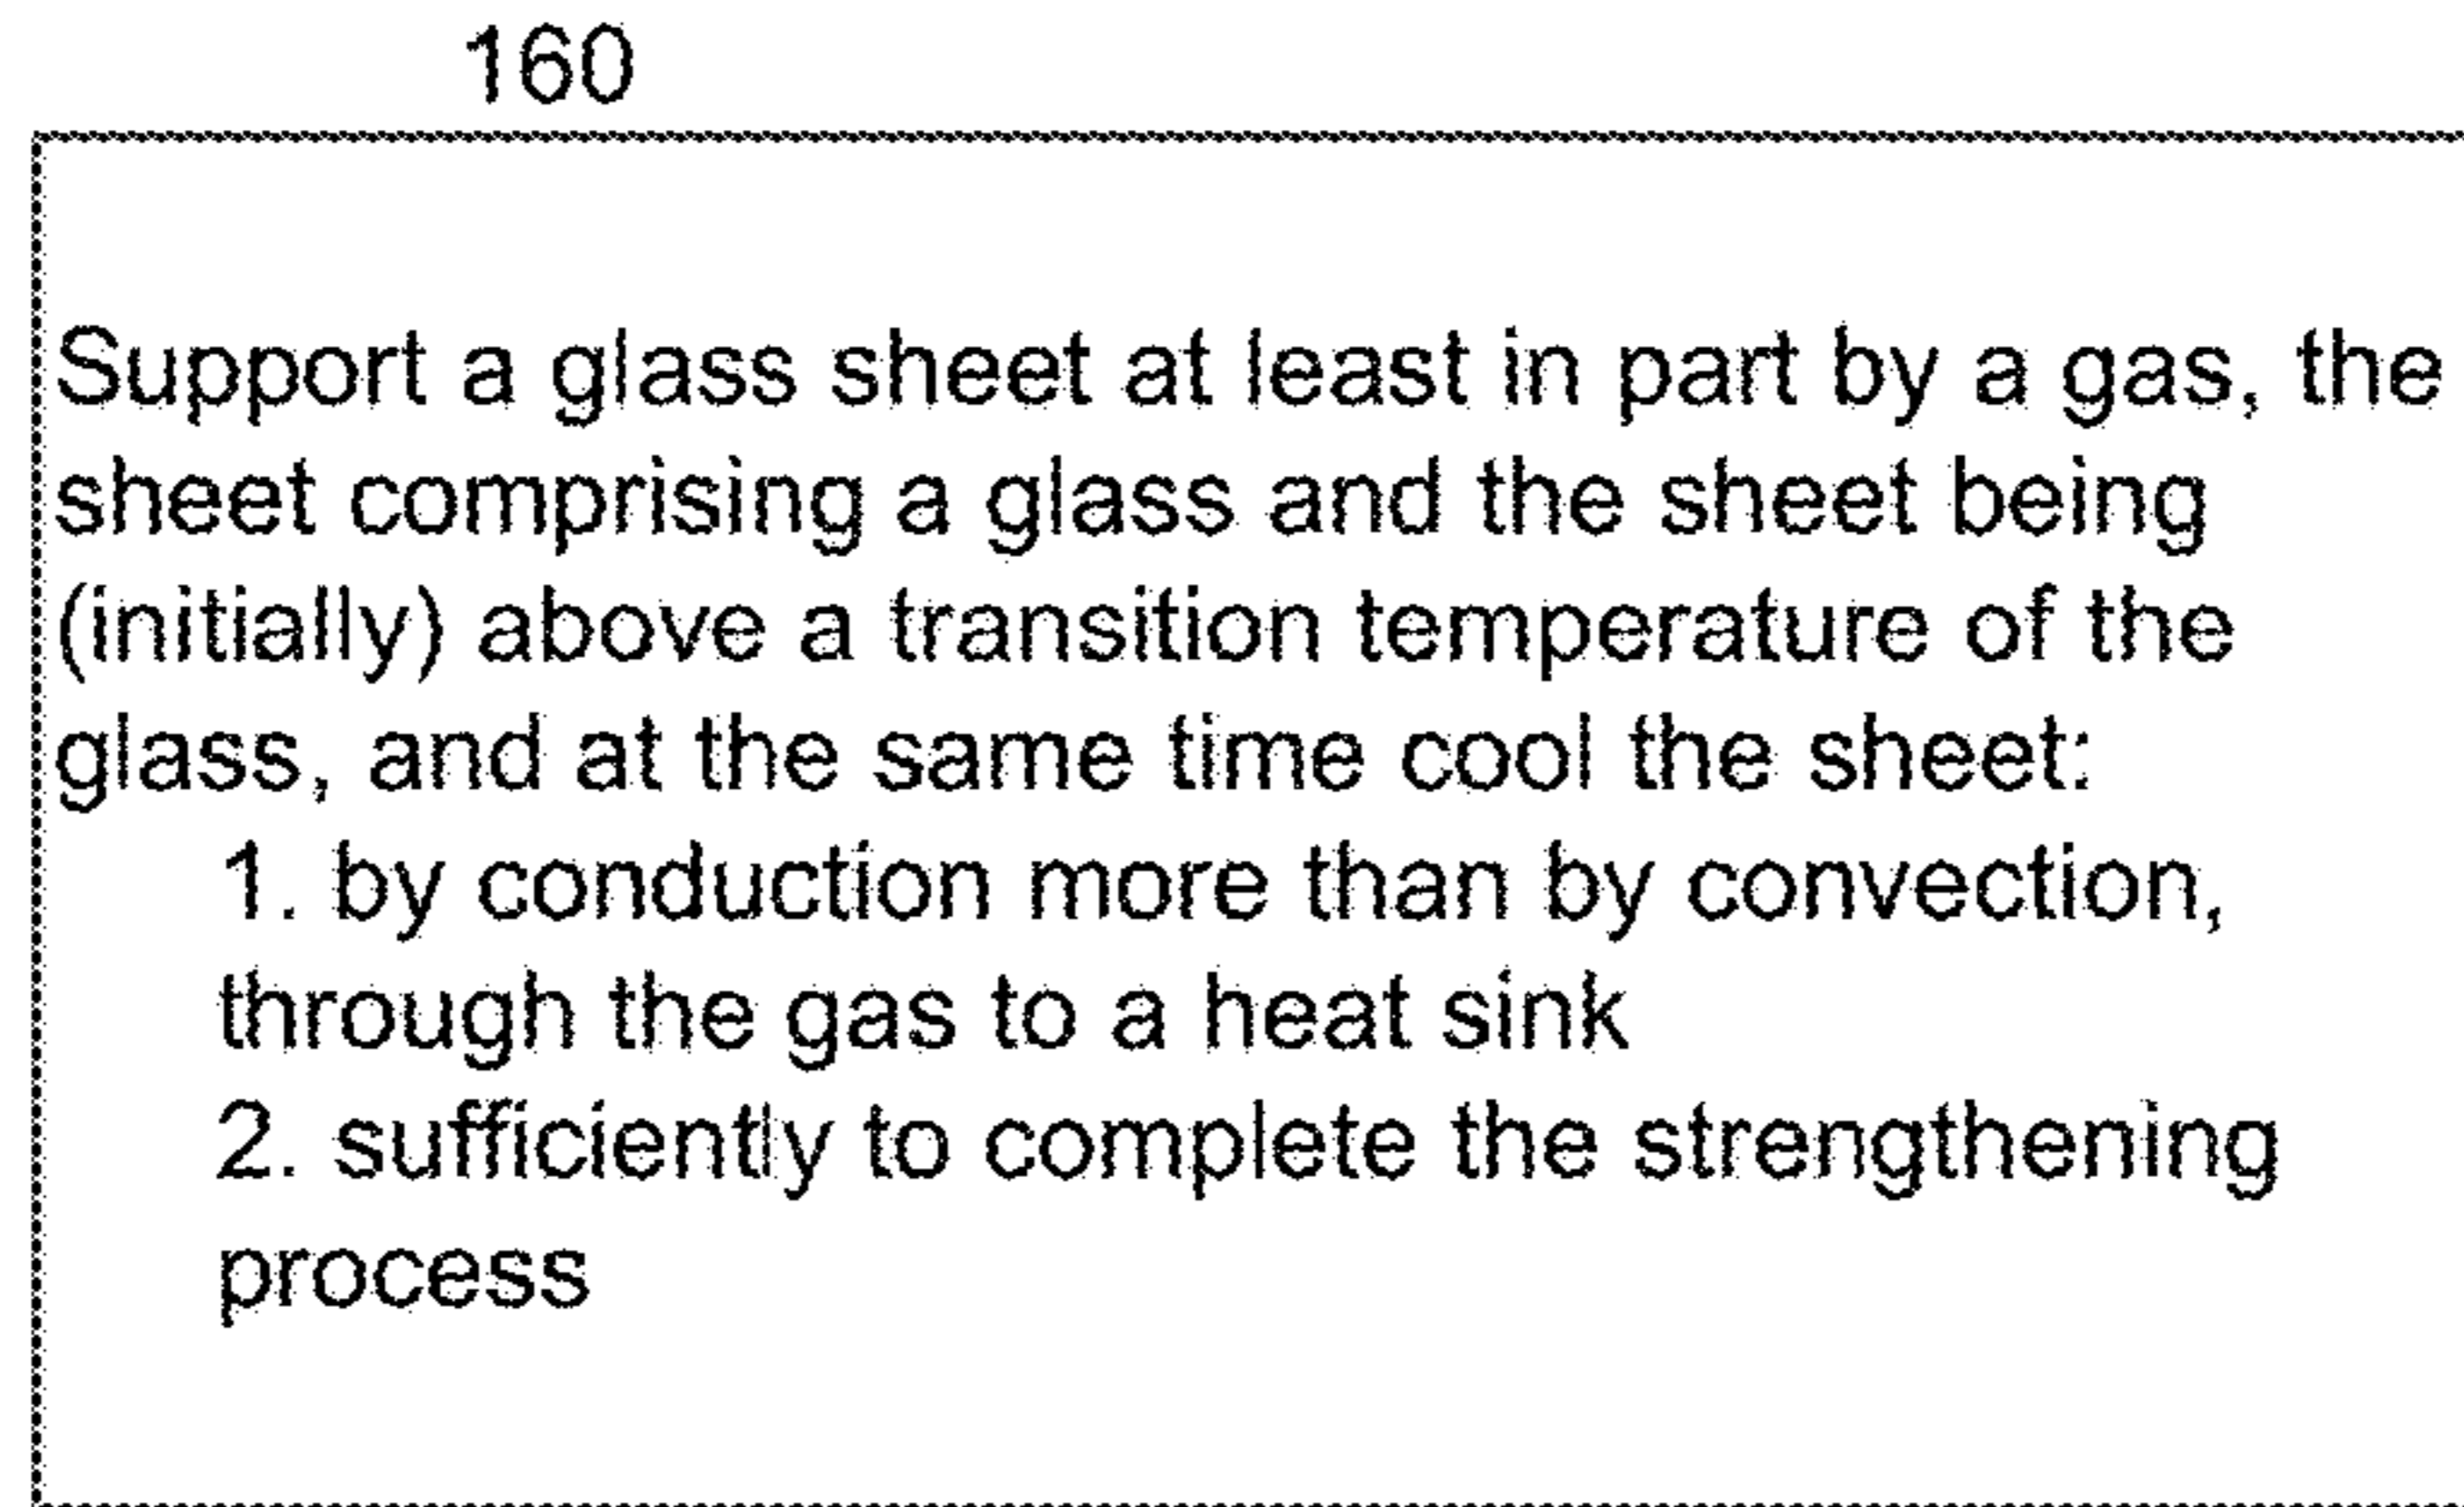 160
Support a glass sheet at least in part by a gas, the
sheet comprising a glass and the sheet being
(initially) above a transition temperature of the
glass, and at the same time cool the sheet:
1. by conduction more than by convection,
through the gas to a heat sink
2. sufficiently to complete the strengthening
process